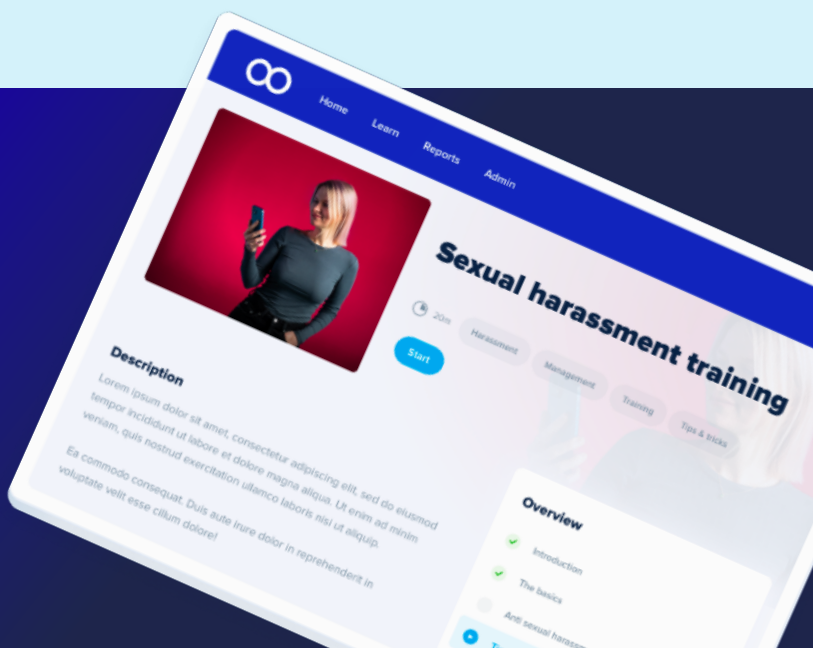 Home
Learn
Reports
Admin
Sexual harassment training
20m
Harassment
Management
Training
Tips & tricks
Start
Description
Lorem ipsum dolor sit amet, consectetur adipiscing elit, sed do eiusmod
tempor incididunt ut labore et dolore magna aliqua. Ut enim ad minim
veniam, quis nostrud exercitation ullamco laboris nisi ut aliquip.
Ea commodo consequat. Duis aute irure dolor in reprehenderit in
voluptate velit esse cillum dolore!
Overview
Introduction
The basics
Anti sexual